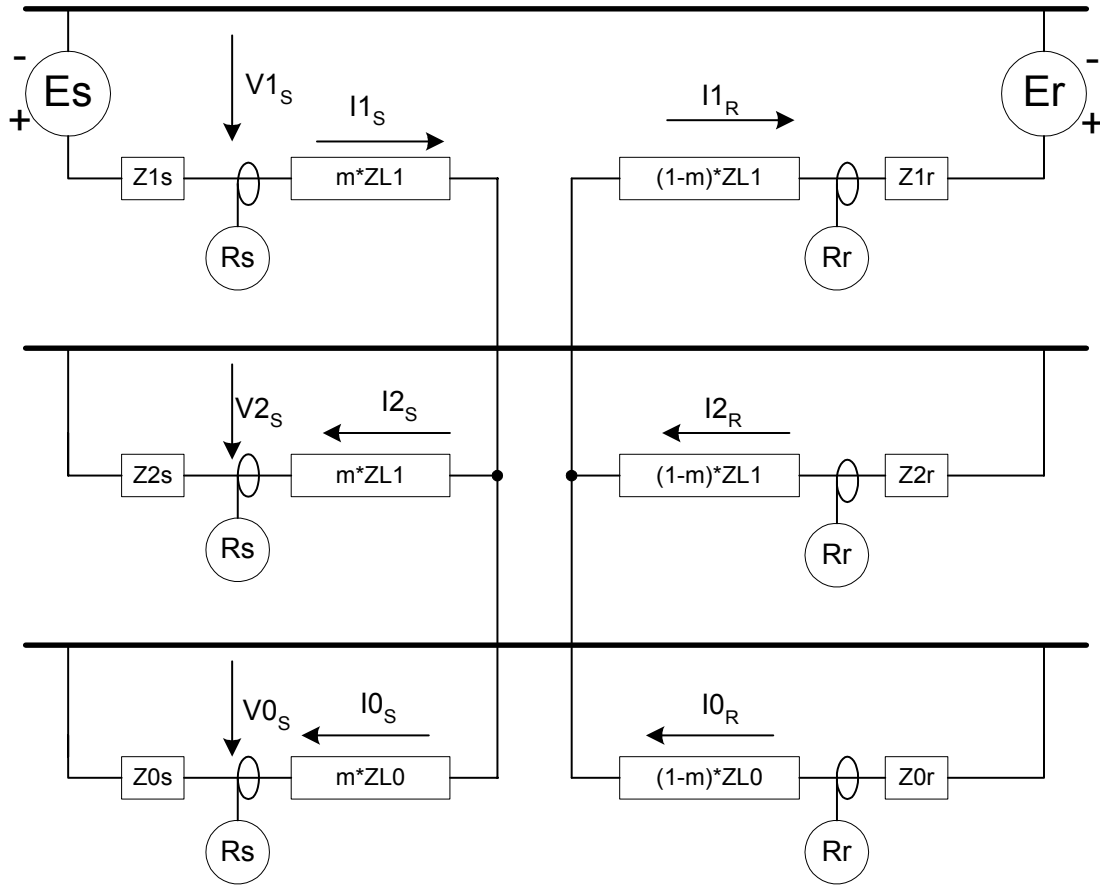 - Es +
V1S
I1S
I1R
- Er +
Z1s
m*ZL1
(1-m)*ZL1
Z1r
Rs
Rr
V2S
I2S
I2R
Z2s
m*ZL1
(1-m)*ZL1
Z2r
Rs
Rr
V0S
I0S
I0R
Z0s
m*ZL0
(1-m)*ZL0
Z0r
Rs
Rr